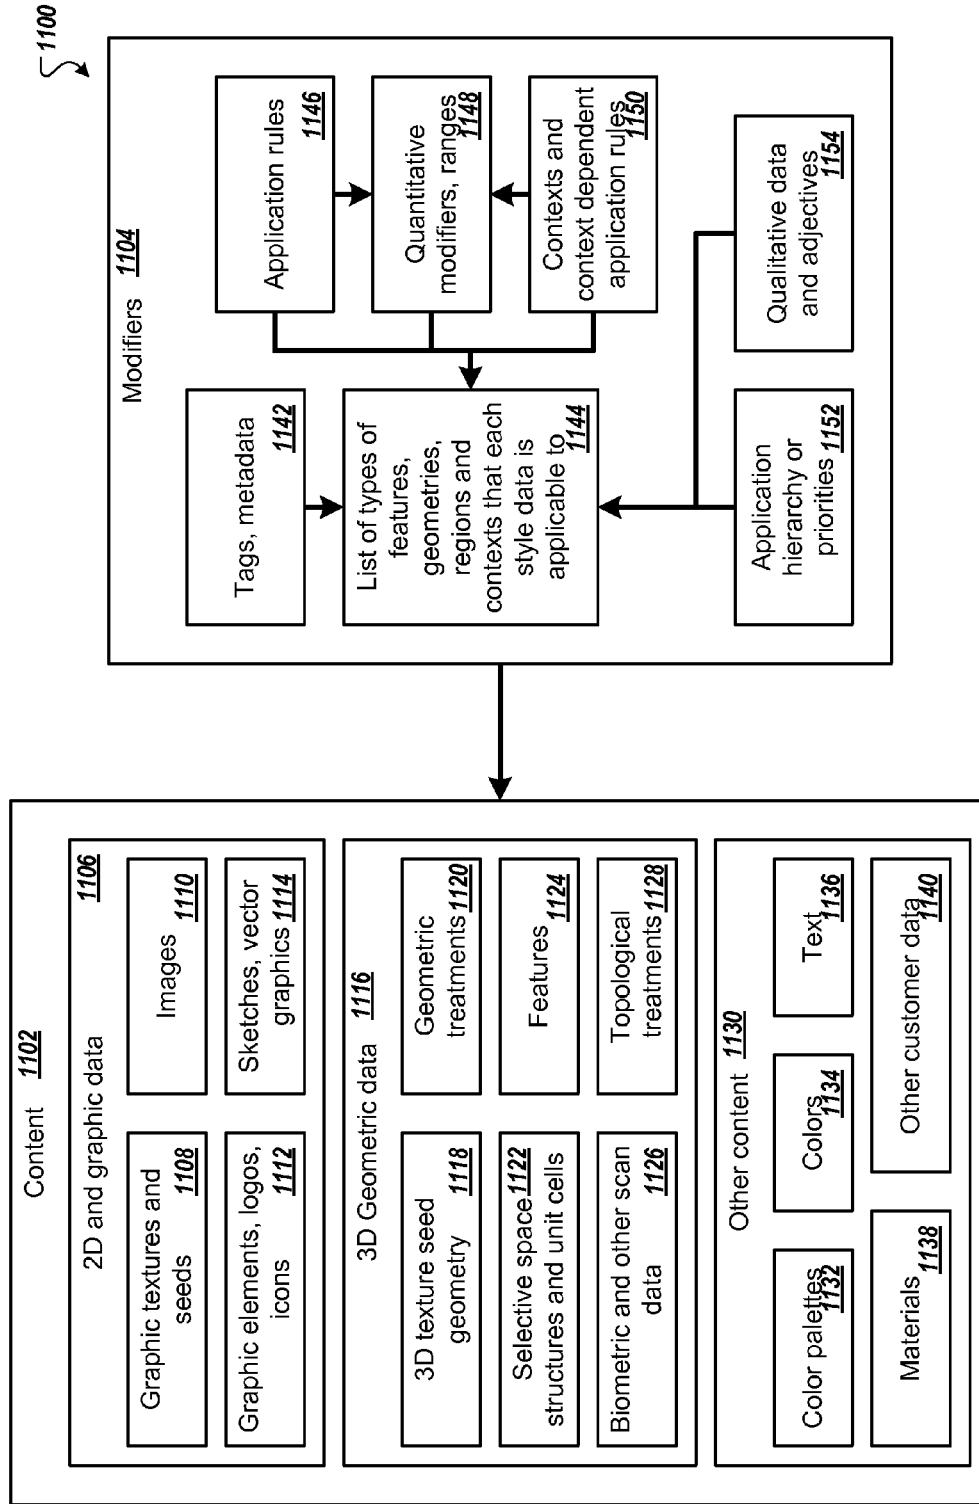 1100
Content 1102
2D and graphic data 1106
Graphic textures and
seeds 1108
Images 1110
Graphic elements, logos,
icons 1112
Sketches, vector
graphics 1114
3D Geometric data 1116
3D texture seed
geometry 1118
Geometric
treatments 1120
Selective space
structures and unit cells 1122
Features 1124
Biometric and other scan
data 1126
Topological
treatments 1128
Other content 1130
Color palettes 1132
Colors 1134
Text 1136
Materials 1138
Other customer data 1140
Modifiers 1104
Tags, metadata
1142
List of types of
features,
geometries,
regions and
contexts that each
style data is
applicable to 1144
Application rules
1146
Quantitative
modifiers, ranges
1148
Contexts and
context dependent
application rules
1150
Application
hierarchy or
priorities 1152
Qualitative data
and adjectives
1154